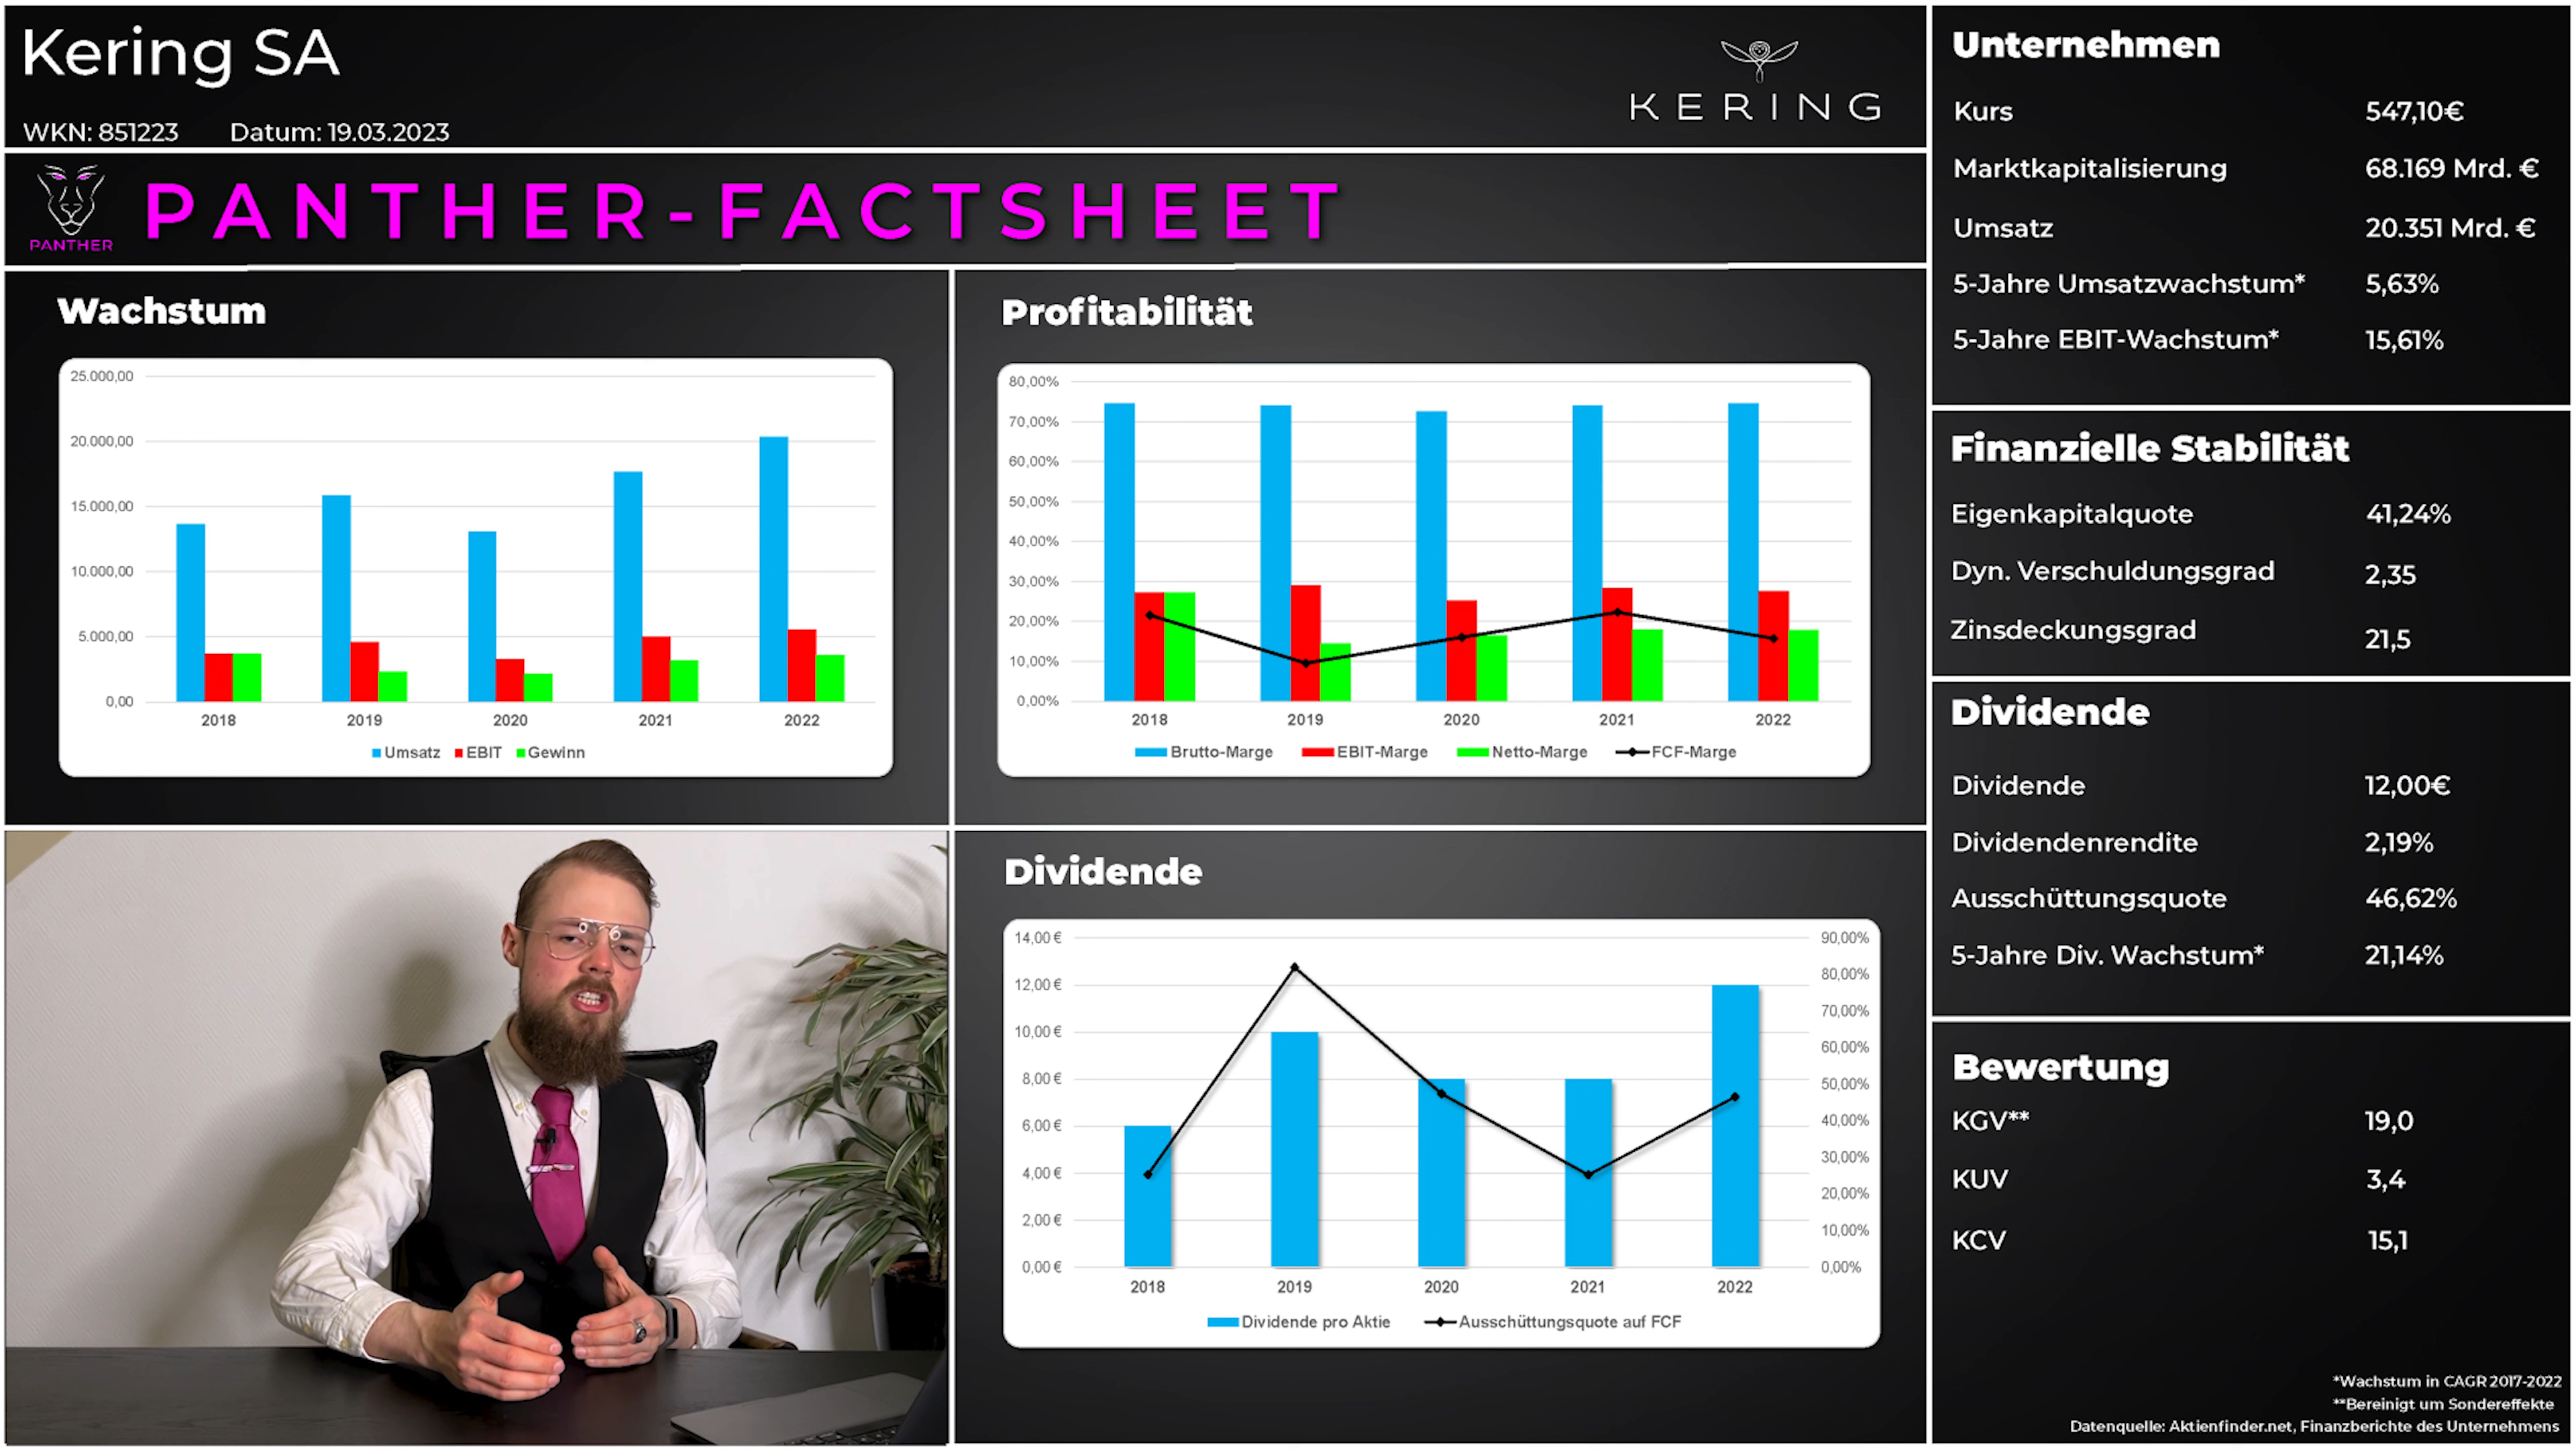 Kering SA
WKN: 851223 Datum: 19.03.2023
KERING
PANTHER
PANTHER-FACTSHEET
Wachstum
25.000,00
20.000,00
15.000,00
10.000,00
5.000,00
0,00
2018 2019 2020 2021 2022
Umsatz EBIT Gewinn
Profitabilität
80,00%
70,00%
60,00%
50,00%
40,00%
30,00%
20,00%
10,00%
0,00%
2018 2019 2020 2021 2022
Brutto-Marge EBIT-Marge Netto-Marge FCF-Marge
Dividende
14,00 € 90,00%
12,00 € 80,00%
10,00 € 70,00%
8,00 € 60,00%
6,00 € 50,00%
4,00 € 40,00%
2,00 € 30,00%
0,00 € 20,00%
10,00%
0,00%
2018 2019 2020 2021 2022
Dividende pro Aktie Ausschüttungsquote auf FCF
Unternehmen
Kurs 547,10€
Marktkapitalisierung 68.169 Mrd. €
Umsatz 20.351 Mrd. €
5-Jahre Umsatzwachstum* 5,63%
5-Jahre EBIT-Wachstum* 15,61%
Finanzielle Stabilität
Eigenkapitalquote 41,24%
Dyn. Verschuldungsgrad 2,35
Zinsdeckungsgrad 21,5
Dividende
Dividende 12,00€
Dividendenrendite 2,19%
Ausschüttungsquote 46,62%
5-Jahre Div. Wachstum* 21,14%
Bewertung
KGV** 19,0
KUV 3,4
KCV 15,1
*Wachstum in CAGR 2017-2022
**Bereinigt um Sondereffekte
Datenquelle: Aktienfinder.net, Finanzberichte des Unternehmens